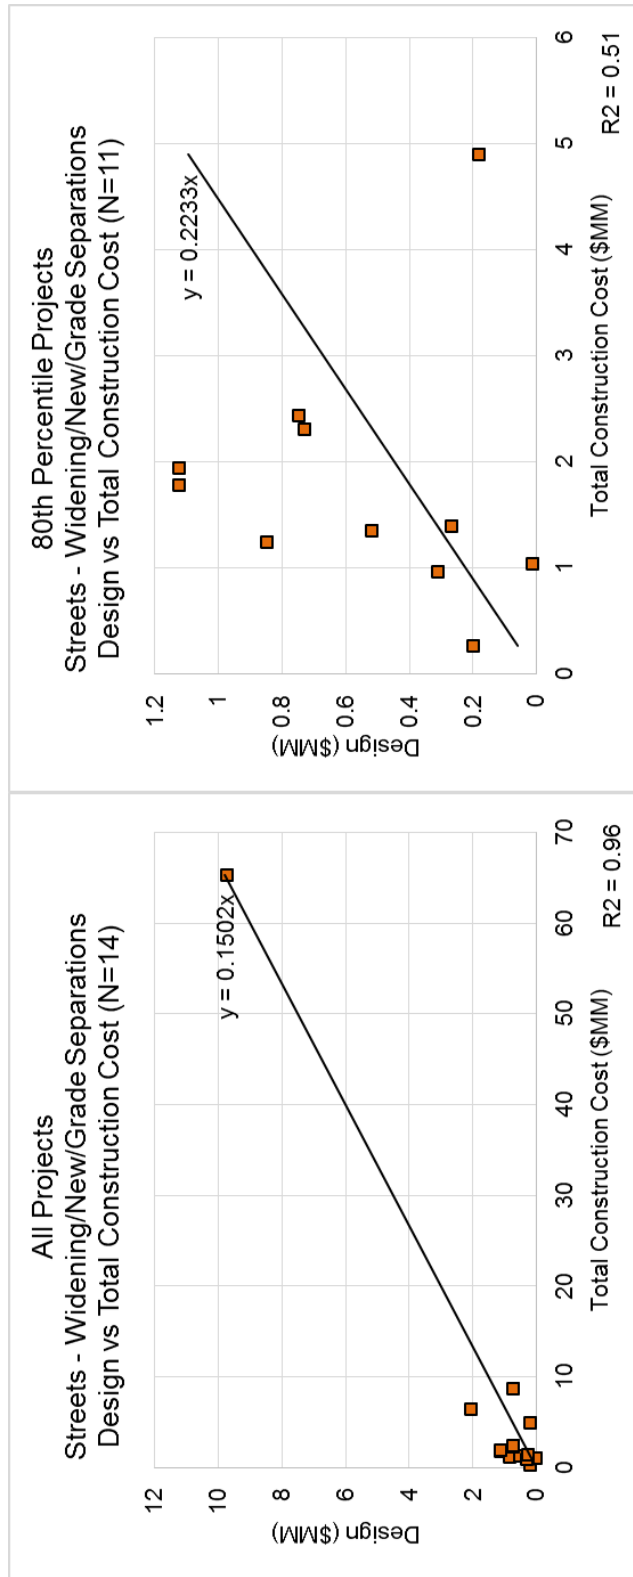 All Projects
Streets - Widening/New/Grade Separations
Design vs Total Construction Cost (N=14)
12
10
8
6
4
2
0
Design ($MM)
y = 0.1502x
0
10
20
30
40
50
60
70
Total Construction Cost ($MM)
R2 = 0.96
80th Percentile Projects
Streets - Widening/New/Grade Separations
Design vs Total Construction Cost (N=11)
1.2
1
0.8
0.6
0.4
0.2
0
Design ($MM)
y = 0.2233x
0
1
2
3
4
5
6
Total Construction Cost ($MM)
R2 = 0.51